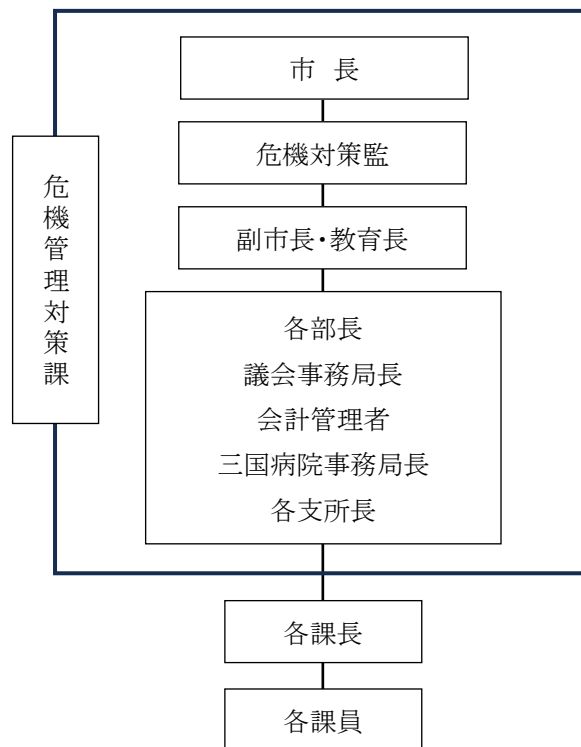 市 長
危機対策監
危機管理対策課
副市長・教育長
各部長
議会事務局長
会計管理者
三国病院事務局長
各支所長
各課長
各課員